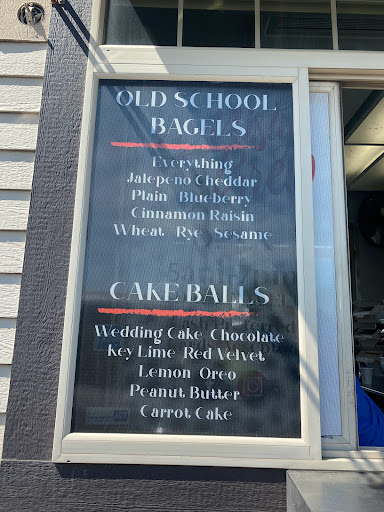 OLD SCHOOL
BAGELS
Everything
Jalepeno Cheddar
Plain Blueberry
Cinnamon Raisin
Wheat Rye Sesame
CAKE BALLS
Wedding Cake Chocolate
Key Lime Red Velvet
Lemon Oreo
Peanut Butter
Carrot Cake